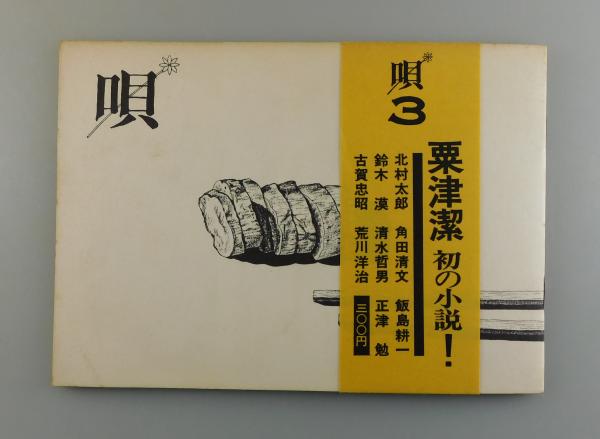 唄
唄
3
粟津潔 初の小説！
北村太郎 角田清文 飯島耕一
鈴木 漠 清水哲男 正津 勉
古賀忠昭 荒川洋治
三〇〇円